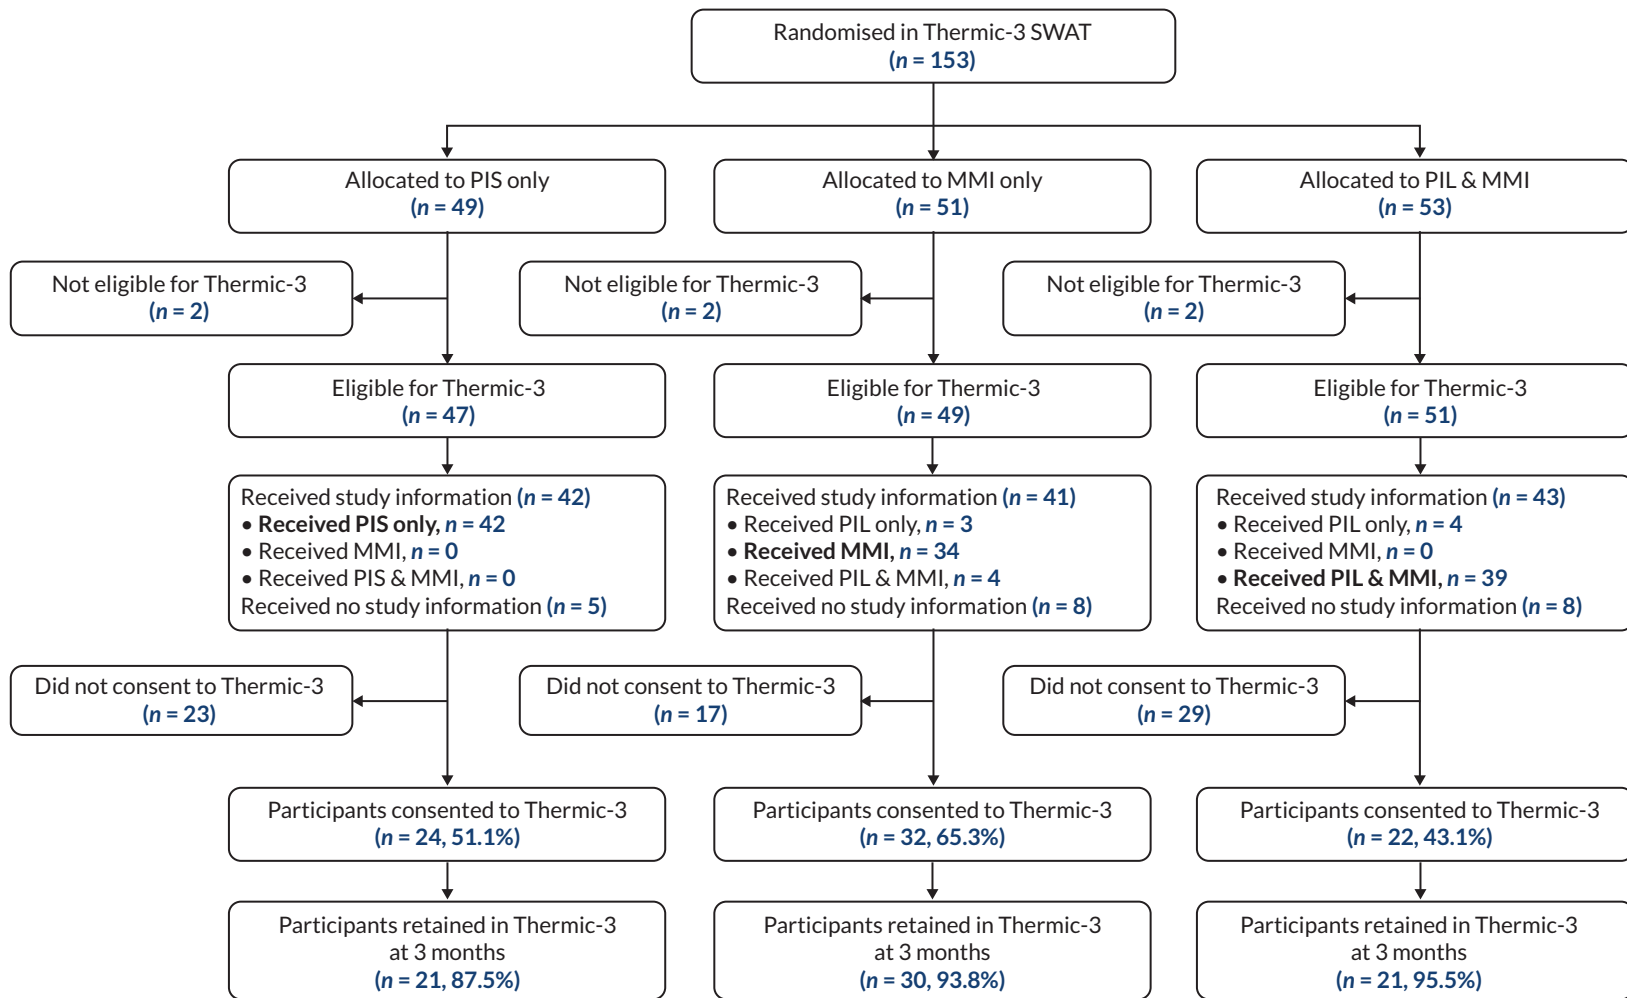 Randomised in Thermic-3 SWAT
(n = 153)
Allocated to PIS only
(n = 49)
Allocated to MMI only
(n = 51)
Allocated to PIL & MMI
(n = 53)
Not eligible for Thermic-3
(n = 2)
Not eligible for Thermic-3
(n = 2)
Not eligible for Thermic-3
(n = 2)
Eligible for Thermic-3
(n = 47)
Eligible for Thermic-3
(n = 49)
Eligible for Thermic-3
(n = 51)
Received study information (n = 42)
• Received PIS only, n = 42
• Received MMI, n = 0
• Received PIS & MMI, n = 0
Received no study information (n = 5)
Received study information (n = 41)
• Received PIL only, n = 3
• Received MMI, n = 34
• Received PIL & MMI, n = 4
Received no study information (n = 8)
Received study information (n = 43)
• Received PIL only, n = 4
• Received MMI, n = 0
• Received PIL & MMI, n = 39
Received no study information (n = 8)
Did not consent to Thermic-3
(n = 23)
Did not consent to Thermic-3
(n = 17)
Did not consent to Thermic-3
(n = 29)
Participants consented to Thermic-3
(n = 24, 51.1%)
Participants consented to Thermic-3
(n = 32, 65.3%)
Participants consented to Thermic-3
(n = 22, 43.1%)
Participants retained in Thermic-3
at 3 months
(n = 21, 87.5%)
Participants retained in Thermic-3
at 3 months
(n = 30, 93.8%)
Participants retained in Thermic-3
at 3 months
(n = 21, 95.5%)